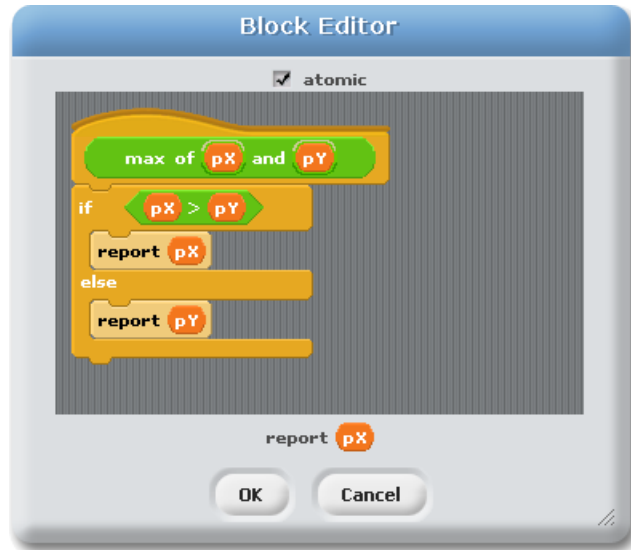 Block Editor
atomic
max of pX and pY
if pX > pY
report pX
else
report pY
report pX
OK Cancel